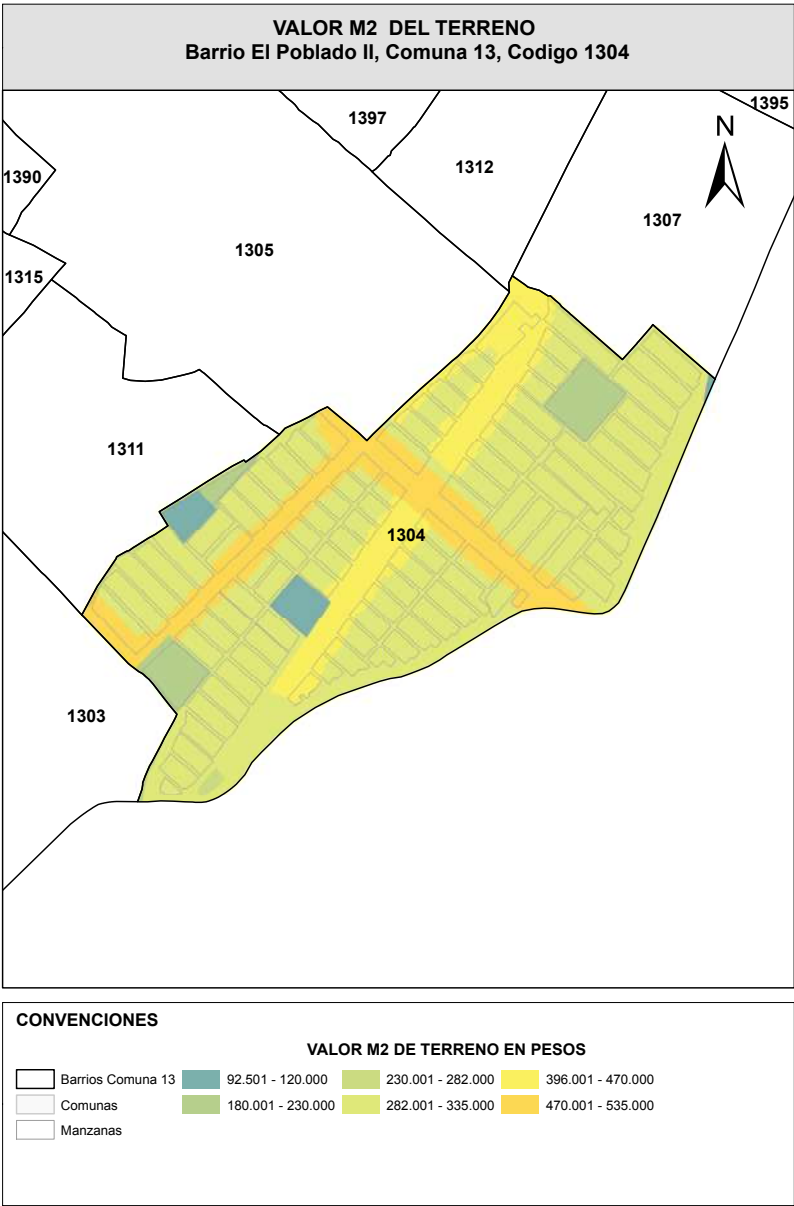 VALOR M2 DEL TERRENO
Barrio El Poblado II, Comuna 13, Codigo 1304
1395
1397
N
1312
1390
1307
1305
1315
1311
1304
1303
CONVENCIONES
VALOR M2 DE TERRENO EN PESOS
Barrios Comuna 13
92.501 - 120.000
230.001 - 282.000
396.001 - 470.000
Comunas
180.001 - 230.000
282.001 - 335.000
470.001 - 535.000
Manzanas